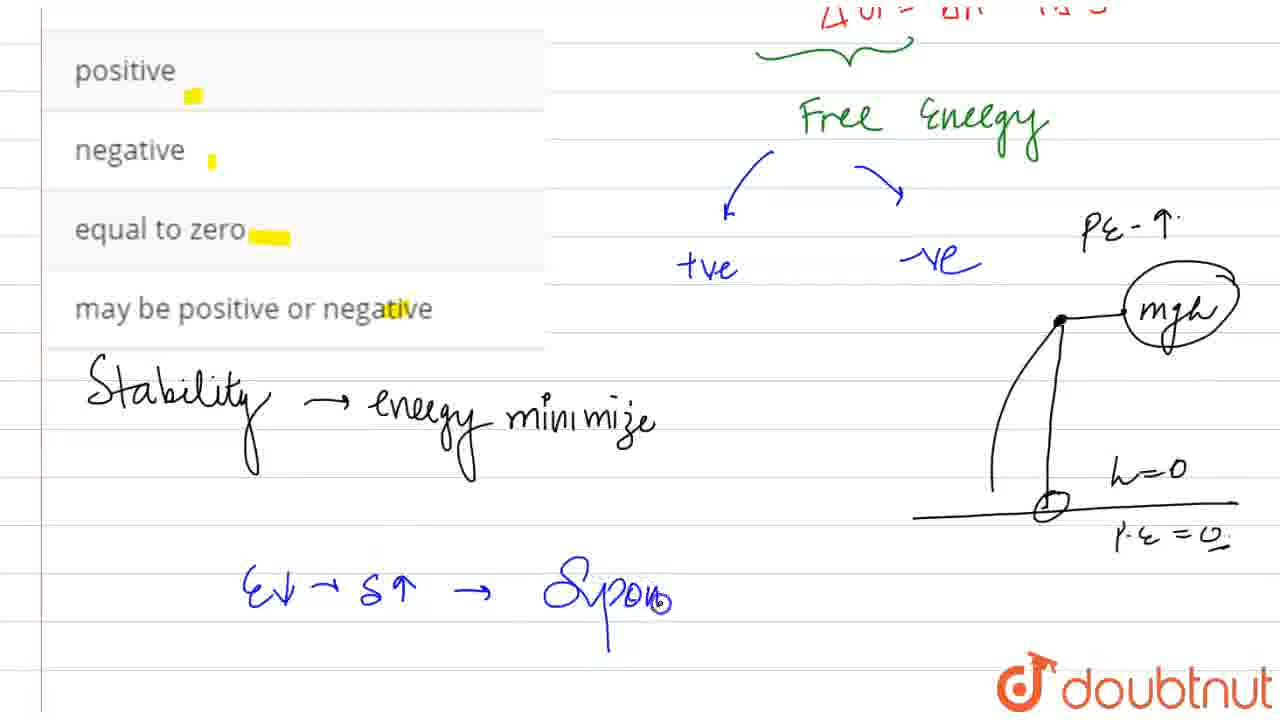 positive
negative
equal to zero
may be positive or negative
Free Energy
+ve -ve
PE - ↑
mgh
Stability → energy minimize
h=0
P.E = 0
E↓ → S↑ → Spon
doubtnut